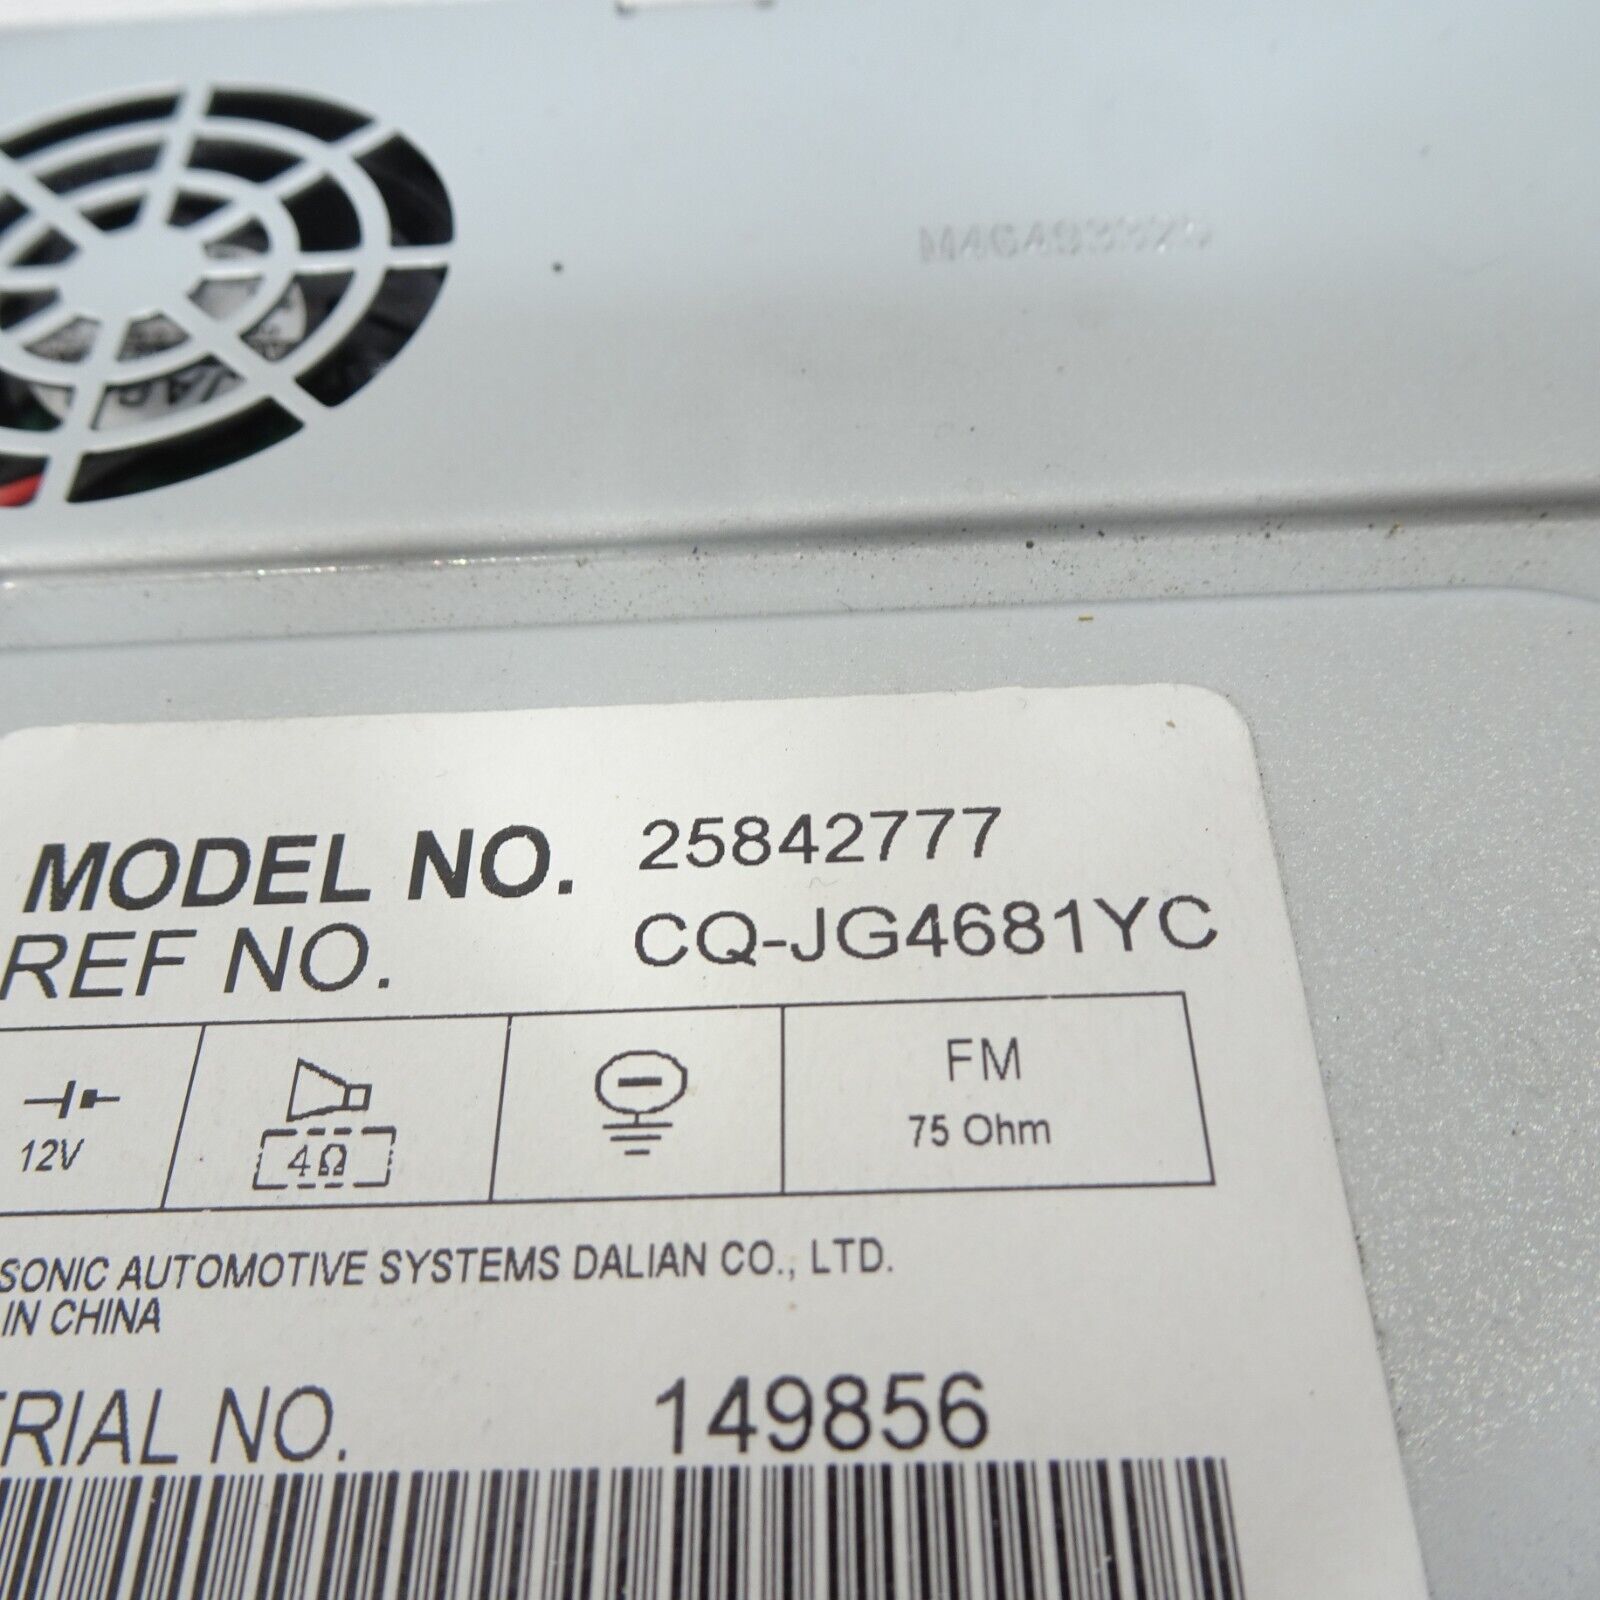 MODEL NO. 25842777
REF NO. CQ-JG4681YC
12V
4Ω
FM
75 Ohm
SONIC AUTOMOTIVE SYSTEMS DALIAN CO., LTD.
IN CHINA
ERIAL NO. 149856